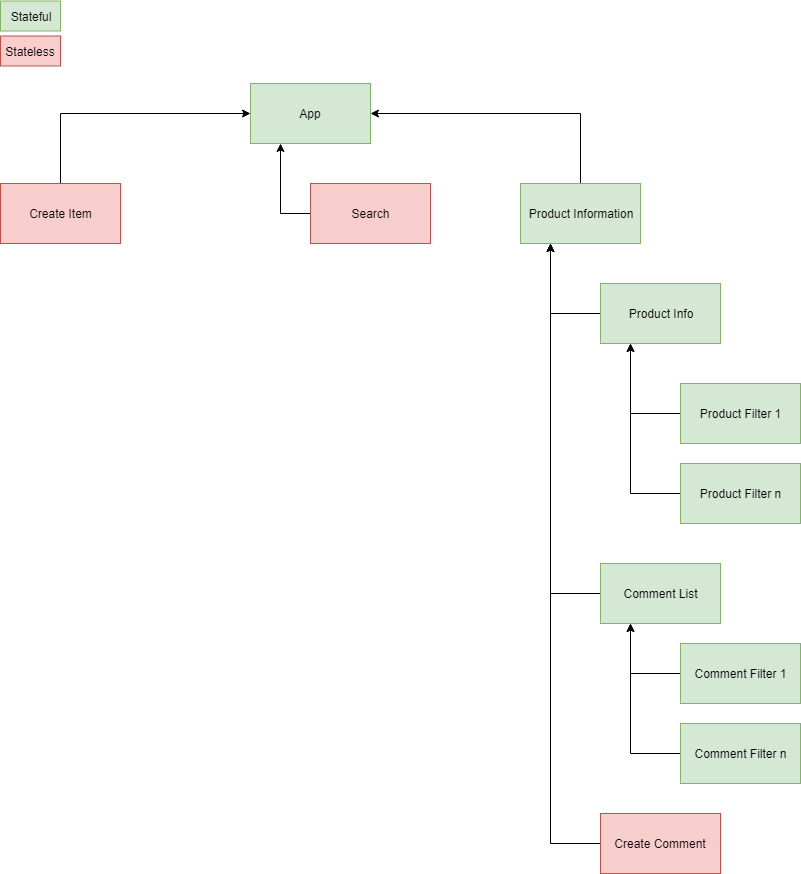 Stateful
Stateless
App
Create Item
Search
Product Information
Product Info
Product Filter 1
Product Filter n
Comment List
Comment Filter 1
Comment Filter n
Create Comment